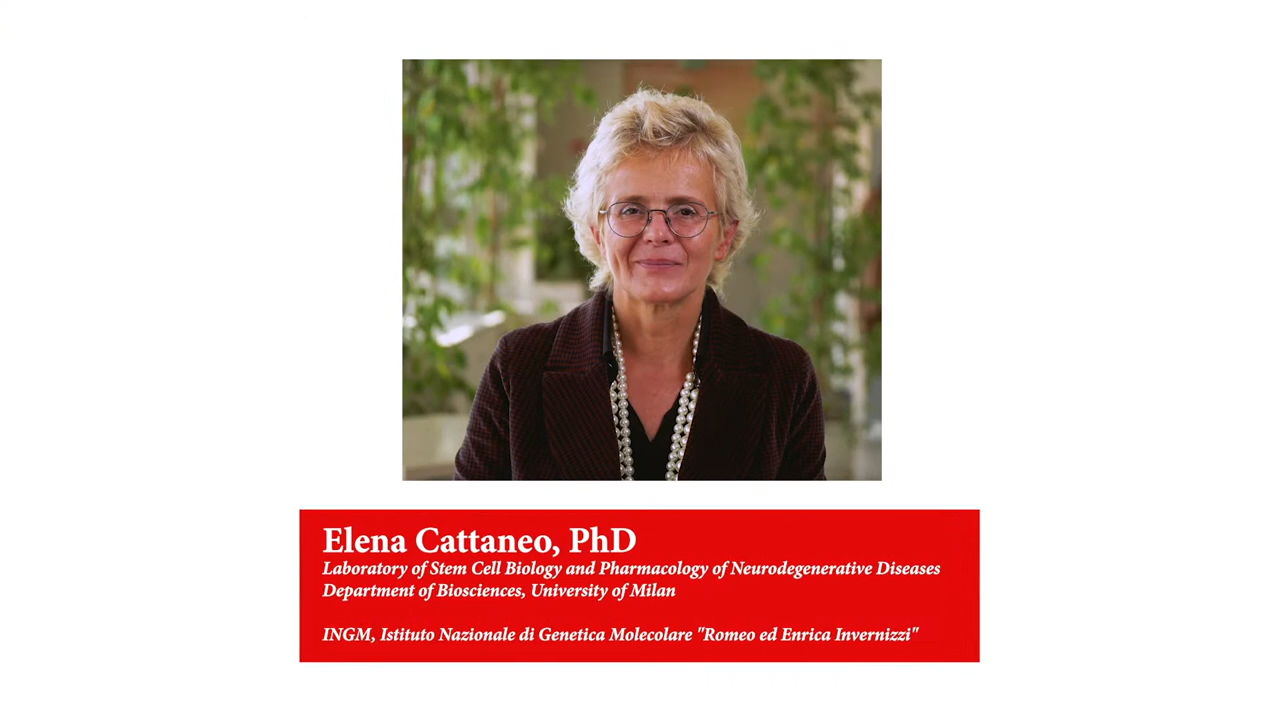 Elena Cattaneo, PhD
Laboratory of Stem Cell Biology and Pharmacology of Neurodegenerative Diseases
Department of Biosciences, University of Milan
INGM, Istituto Nazionale di Genetica Molecolare "Romeo ed Enrica Invernizzi"